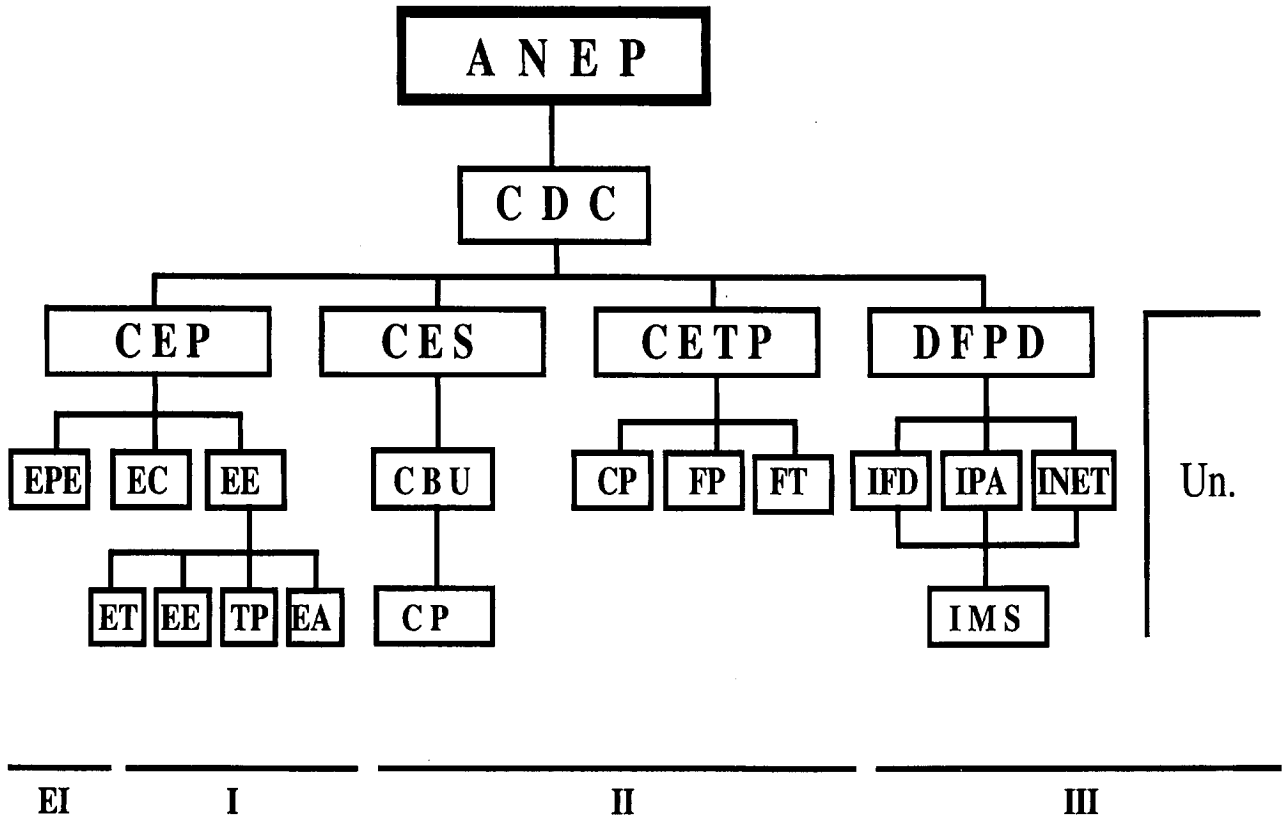 A N E P
C D C
C E P C E S C E T P D F P D
EPE EC EE C B U CP FP FT IFD IPA INET Un.
ET EE TP EA C P I M S
EI I II III